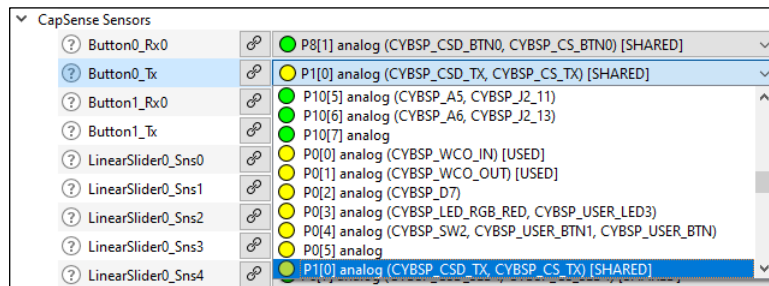 CapSense Sensors
Button0_Rx0 P8[1] analog (CYBSP_CSD_BTN0, CYBSP_CS_BTN0) [SHARED]
Button0_Tx P1[0] analog (CYBSP_CSD_TX, CYBSP_CS_TX) [SHARED]
Button1_Rx0 P10[5] analog (CYBSP_A5, CYBSP_J2_11)
P10[6] analog (CYBSP_A6, CYBSP_J2_13)
Button1_Tx P10[7] analog
P0[0] analog (CYBSP_WCO_IN) [USED]
LinearSlider0_Sns0 P0[1] analog (CYBSP_WCO_OUT) [USED]
LinearSlider0_Sns1 P0[2] analog (CYBSP_D7)
P0[3] analog (CYBSP_LED_RGB_RED, CYBSP_USER_LED3)
LinearSlider0_Sns2 P0[4] analog (CYBSP_SW2, CYBSP_USER_BTN1, CYBSP_USER_BTN)
LinearSlider0_Sns3 P0[5] analog
LinearSlider0_Sns4 P1[0] analog (CYBSP_CSD_TX, CYBSP_CS_TX) [SHARED]